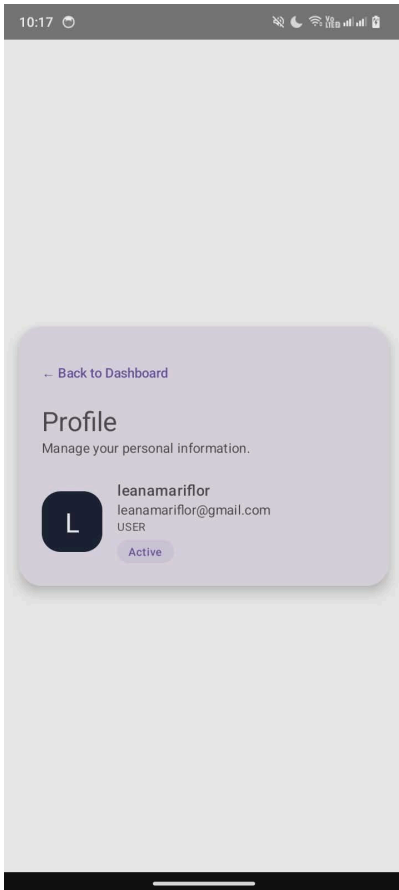 10:17
← Back to Dashboard
Profile
Manage your personal information.
L
leanamariflor
leanamariflor@gmail.com
USER
Active